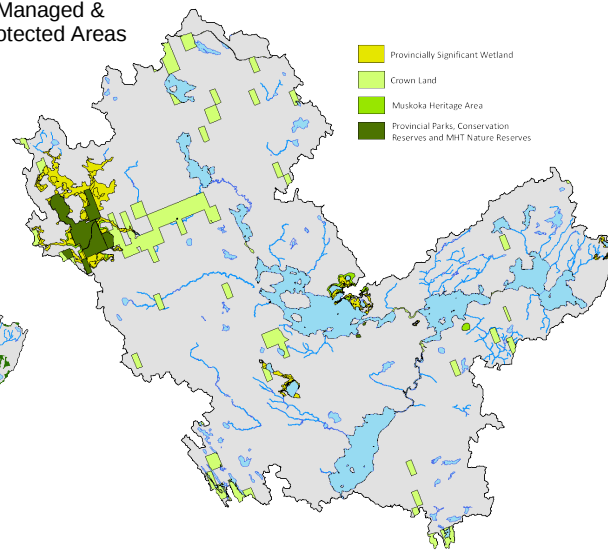 Managed &
otected Areas
Provincially Significant Wetland
Crown Land
Muskoka Heritage Area
Provincial Parks, Conservation
Reserves and MHT Nature Reserves